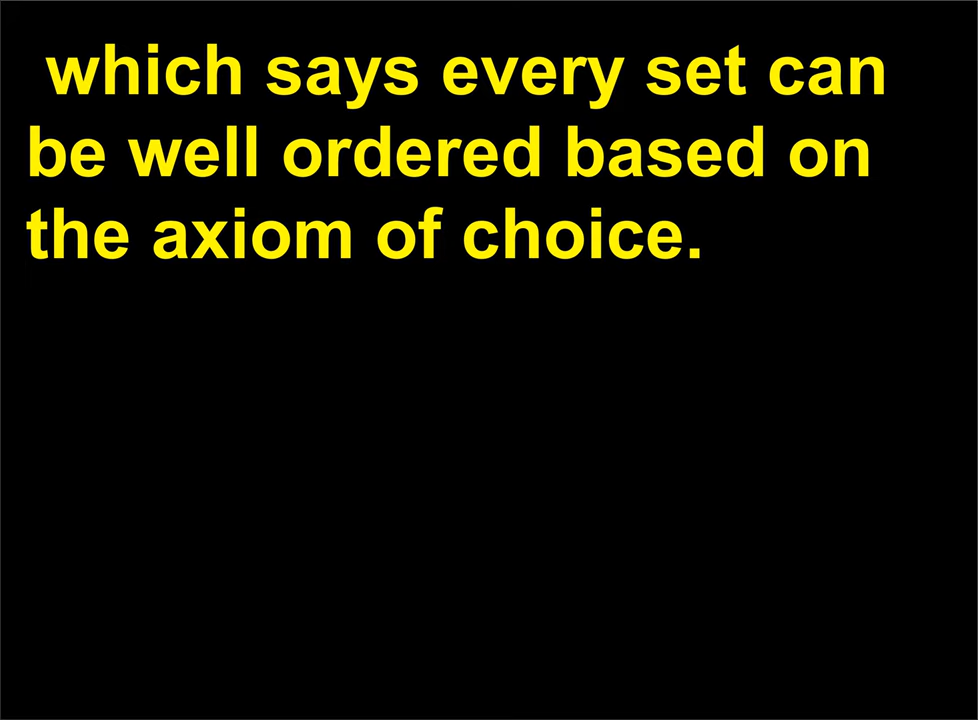 which says every set can
be well ordered based on
the axiom of choice.